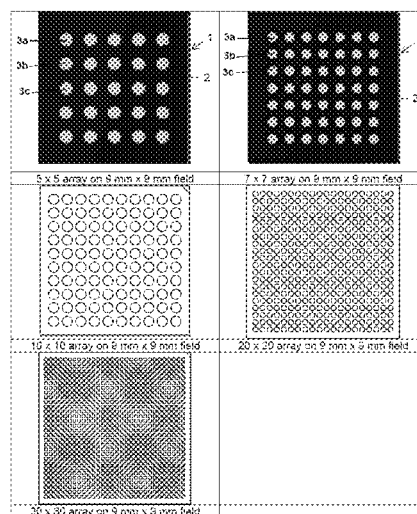 3a
1
3b
2
3c
3a
3b
3c
2
5 x 5 array on 9 mm x 9 mm field
7 x 7 array on 9 mm x 9 mm field
10 x 10 array on 9 mm x 9 mm field
20 x 20 array on 9 mm x 9 mm field
30 x 30 array on 9 mm x 9 mm field